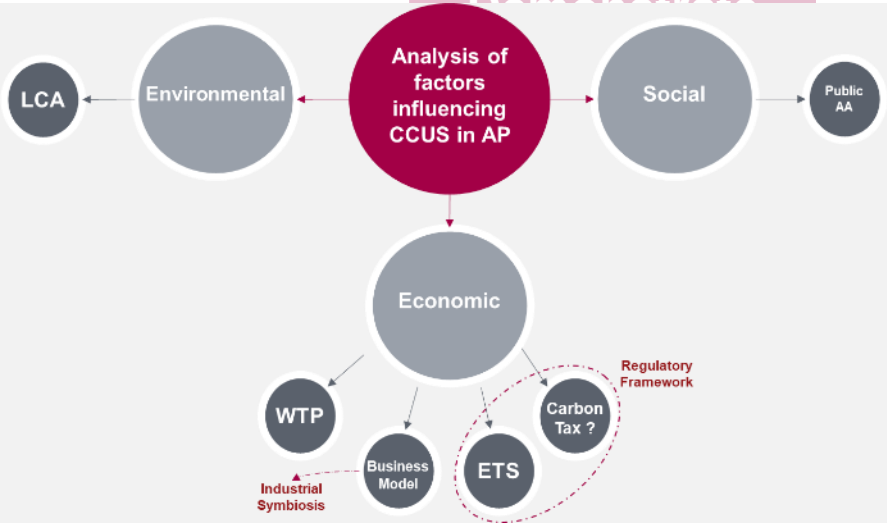 Analysis of
factors
influencing
CCUS in AP
LCA
Environmental
Social
Public
AA
Economic
Regulatory
Framework
WTP
Business
Model
ETS
Carbon
Tax ?
Industrial
Symbiosis